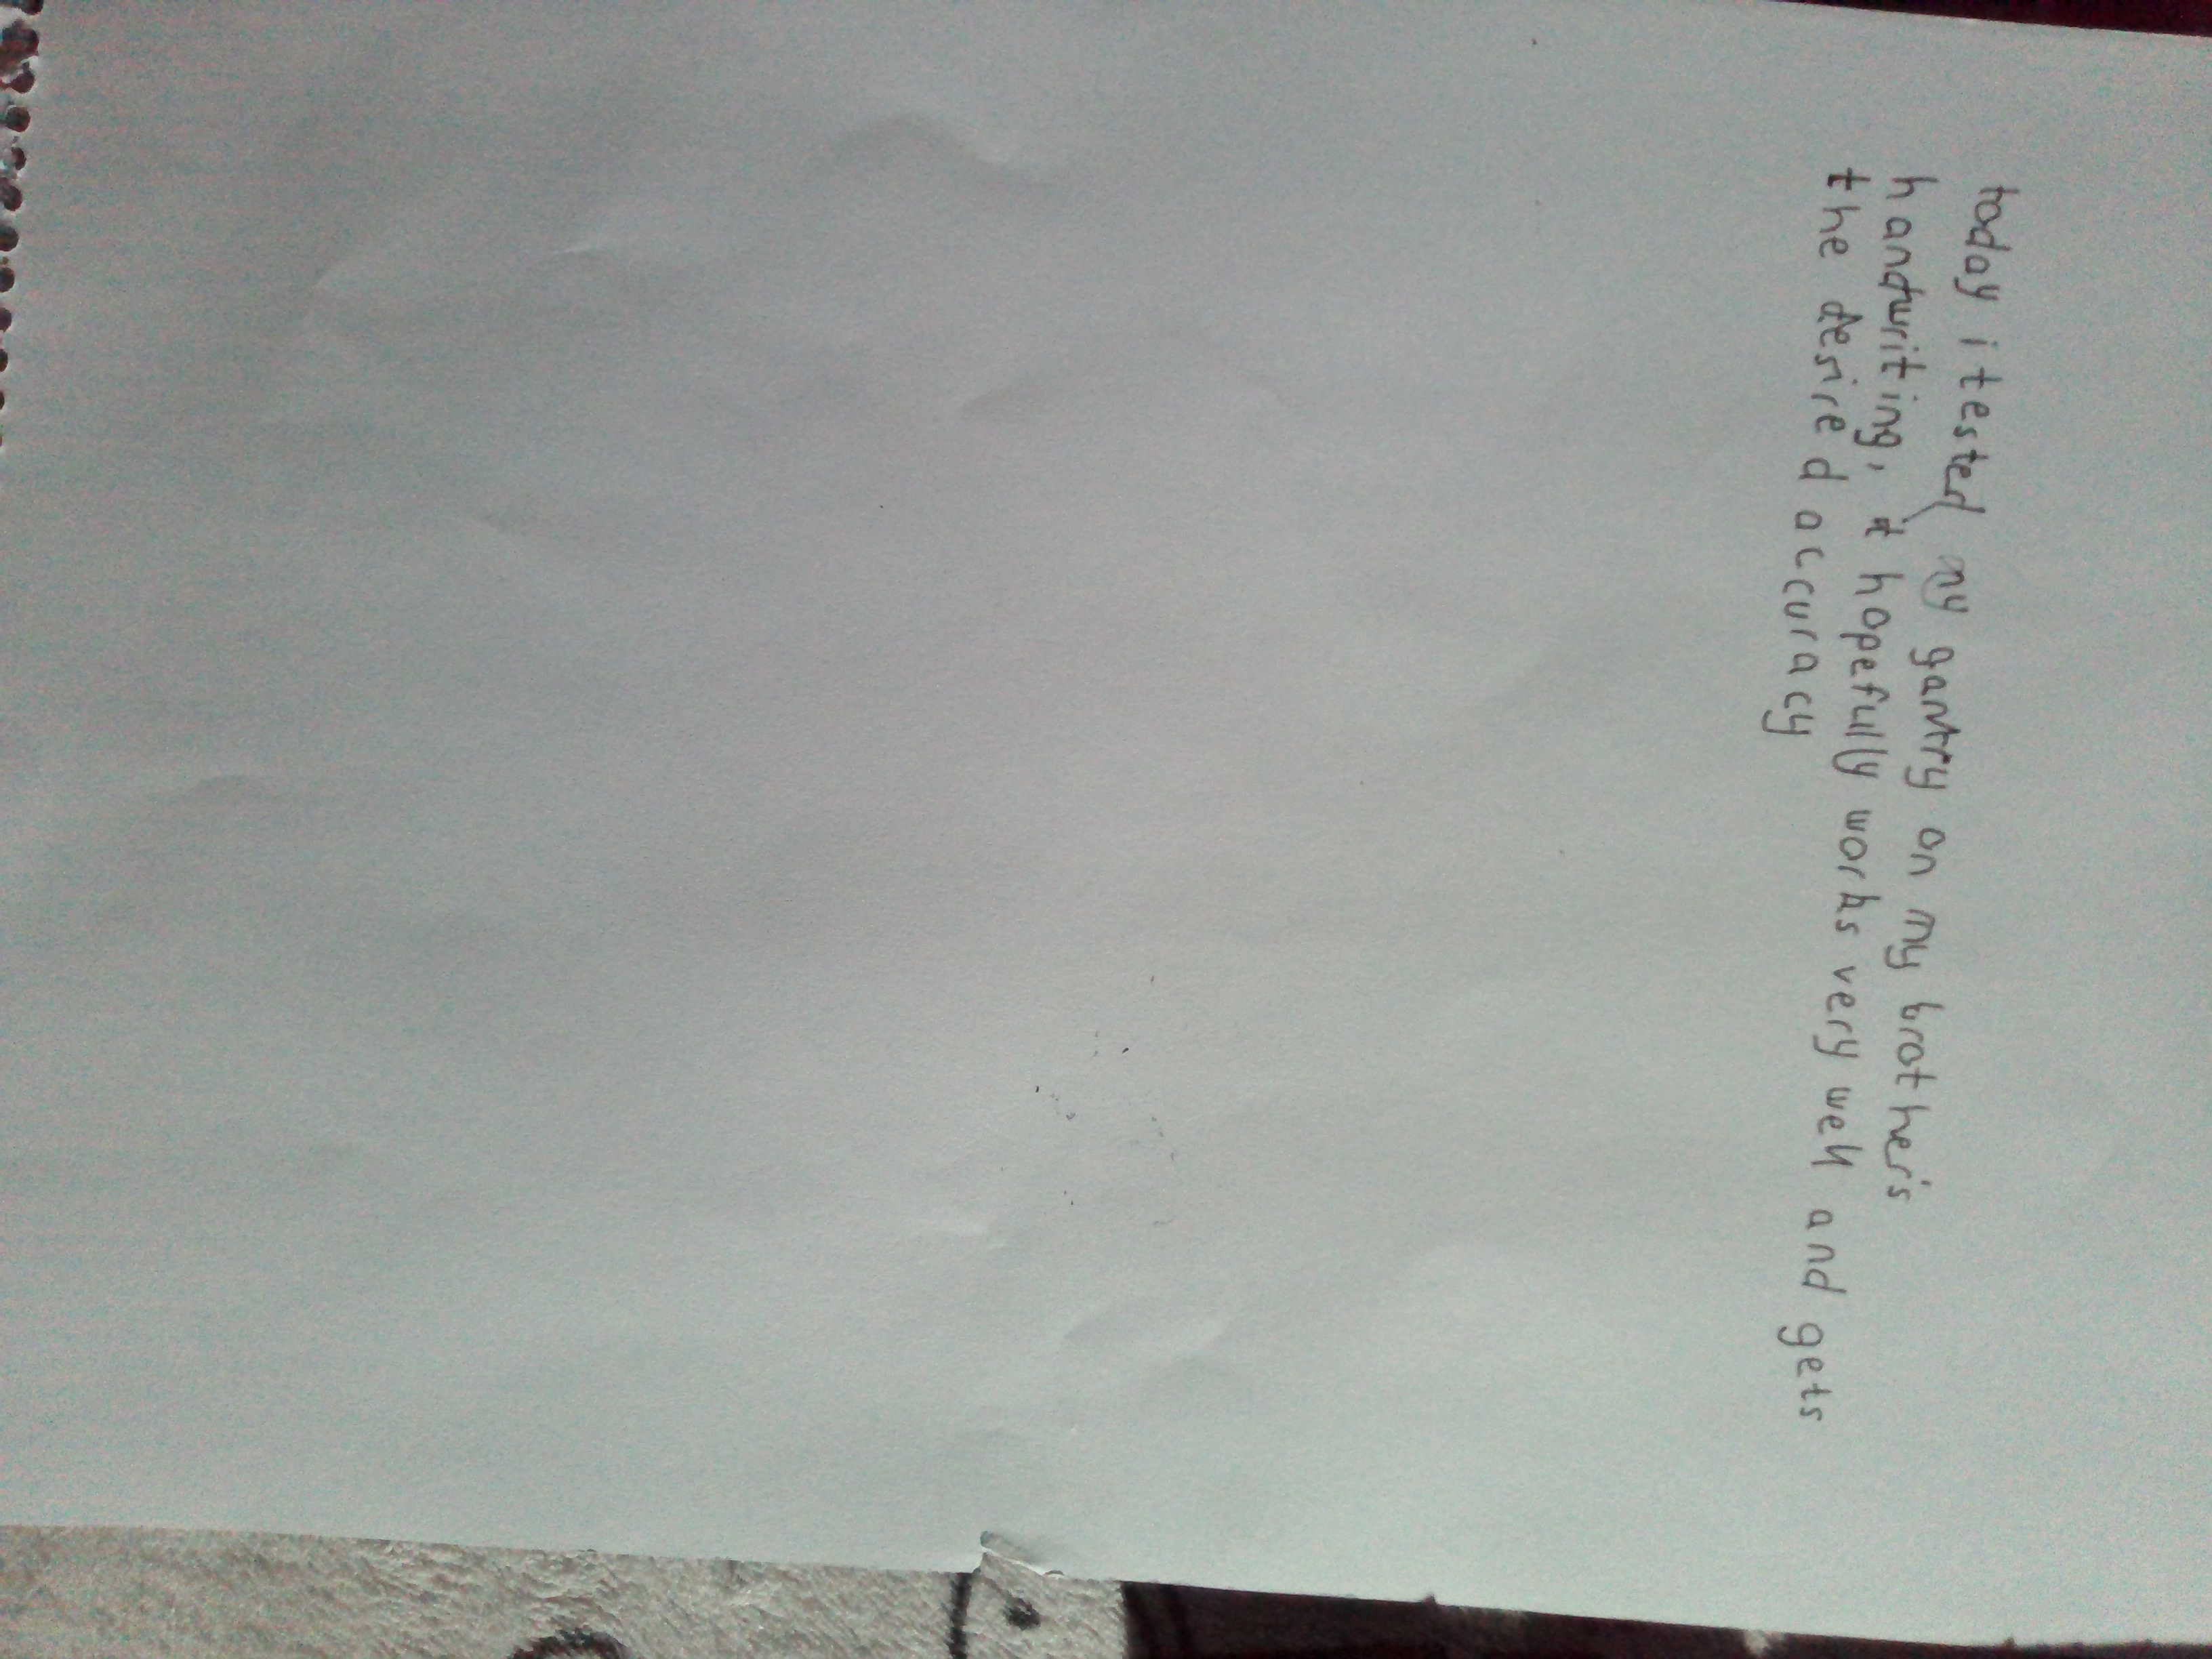 today i tested my gantry on my brother's
handwriting, it hopefully works very well and gets
the desired accuracy